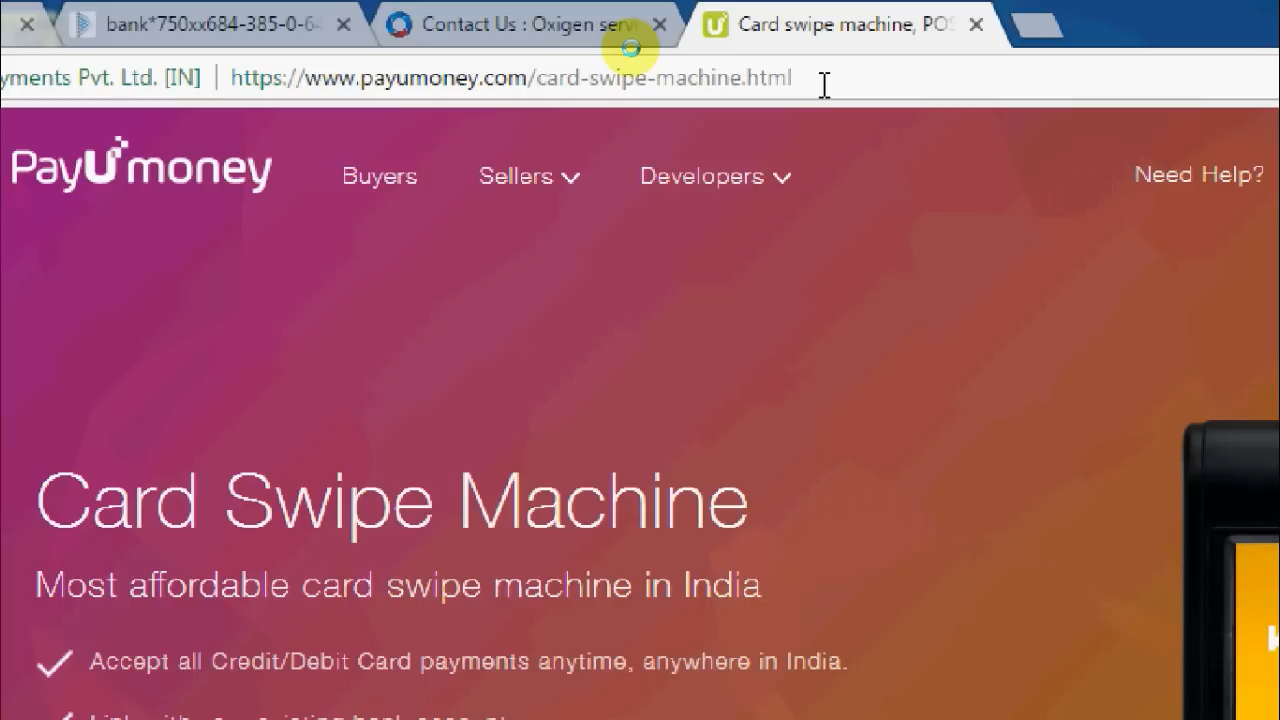 bank*750xx684-385-0-6
Contact Us : Oxigen serv
Card swipe machine, POS
yments Pvt. Ltd. [IN] | https://www.payumoney.com/card-swipe-machine.html
PayUmoney
Buyers
Sellers
Developers
Need Help?
Card Swipe Machine
Most affordable card swipe machine in India
Accept all Credit/Debit Card payments anytime, anywhere in India.